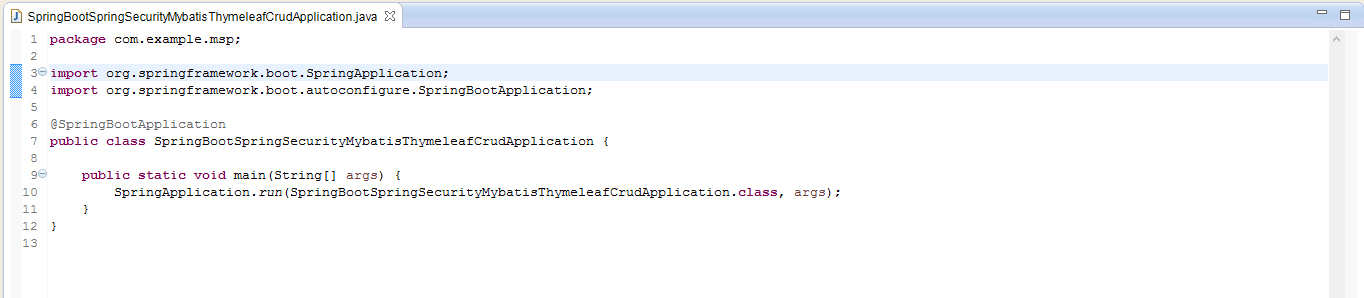 SpringBootSpringSecurityMybatisThymeleafCrudApplication.java
1 package com.example.msp;
2
3 import org.springframework.boot.SpringApplication;
4 import org.springframework.boot.autoconfigure.SpringBootApplication;
5
6 @SpringBootApplication
7 public class SpringBootSpringSecurityMybatisThymeleafCrudApplication {
8
9     public static void main(String[] args) {
10         SpringApplication.run(SpringBootSpringSecurityMybatisThymeleafCrudApplication.class, args);
11     }
12 }
13